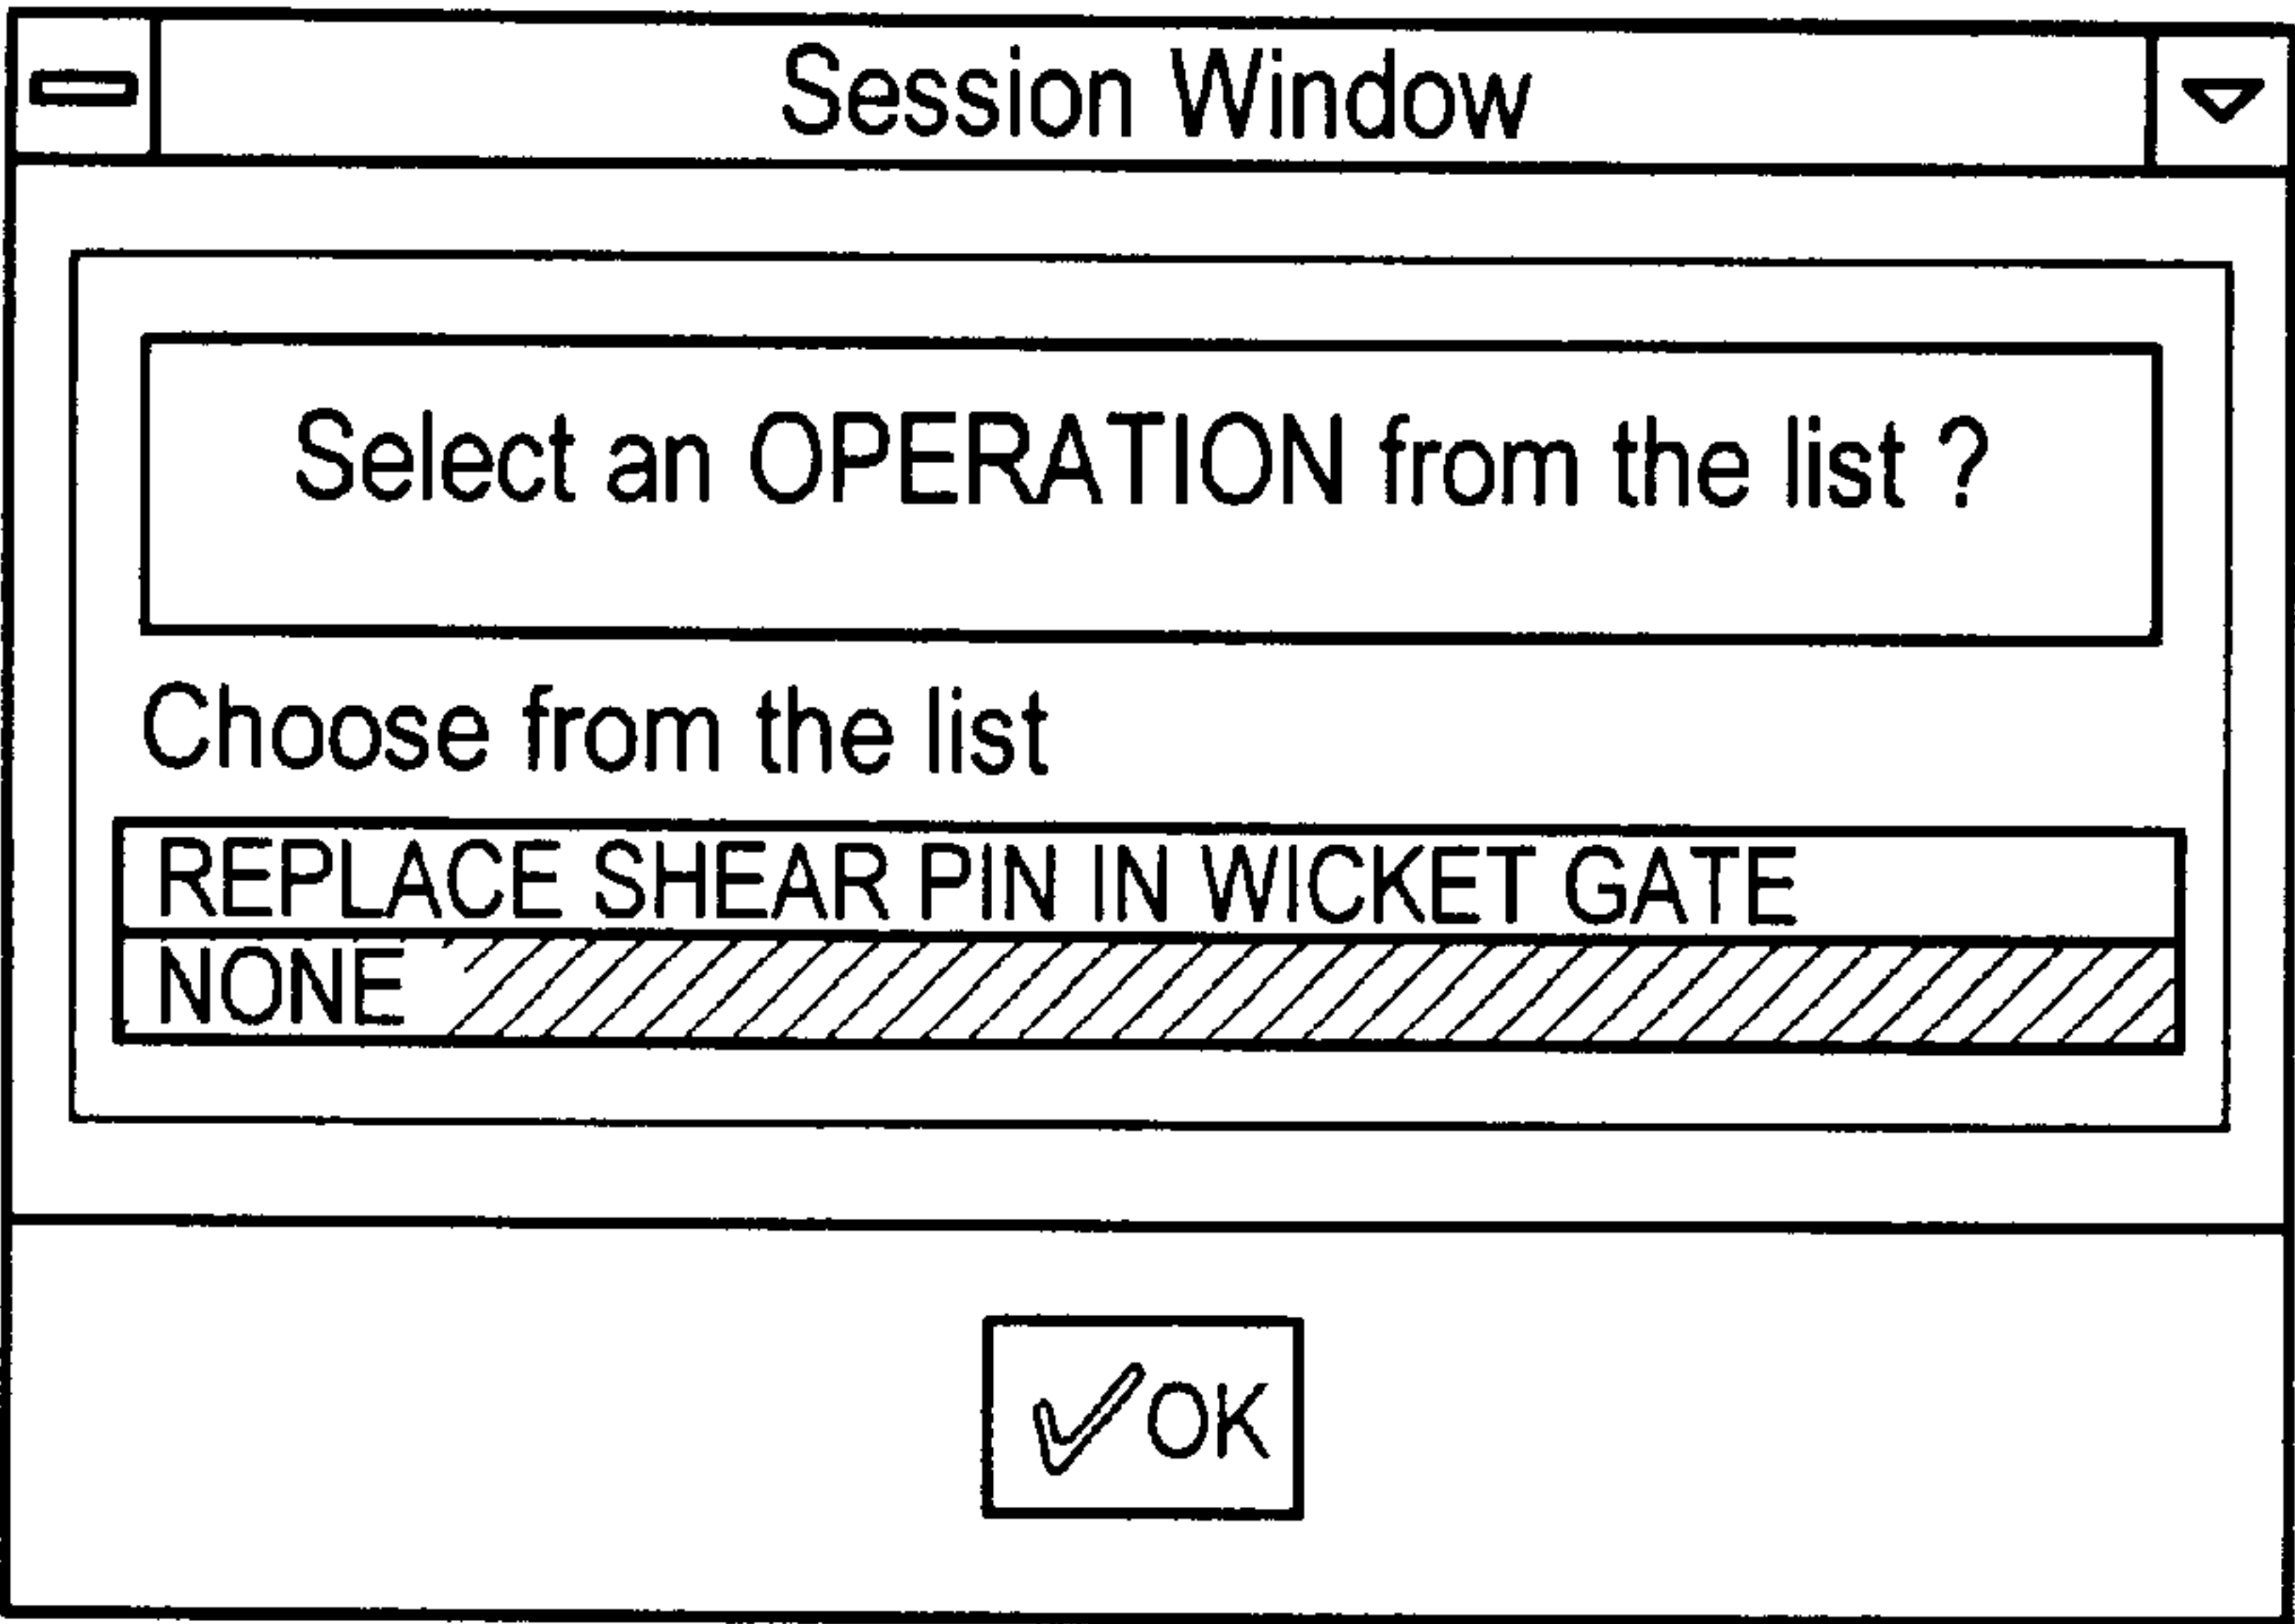 Session Window
Select an OPERATION from the list ?
Choose from the list
REPLACE SHEAR PIN IN WICKET GATE
NONE
OK